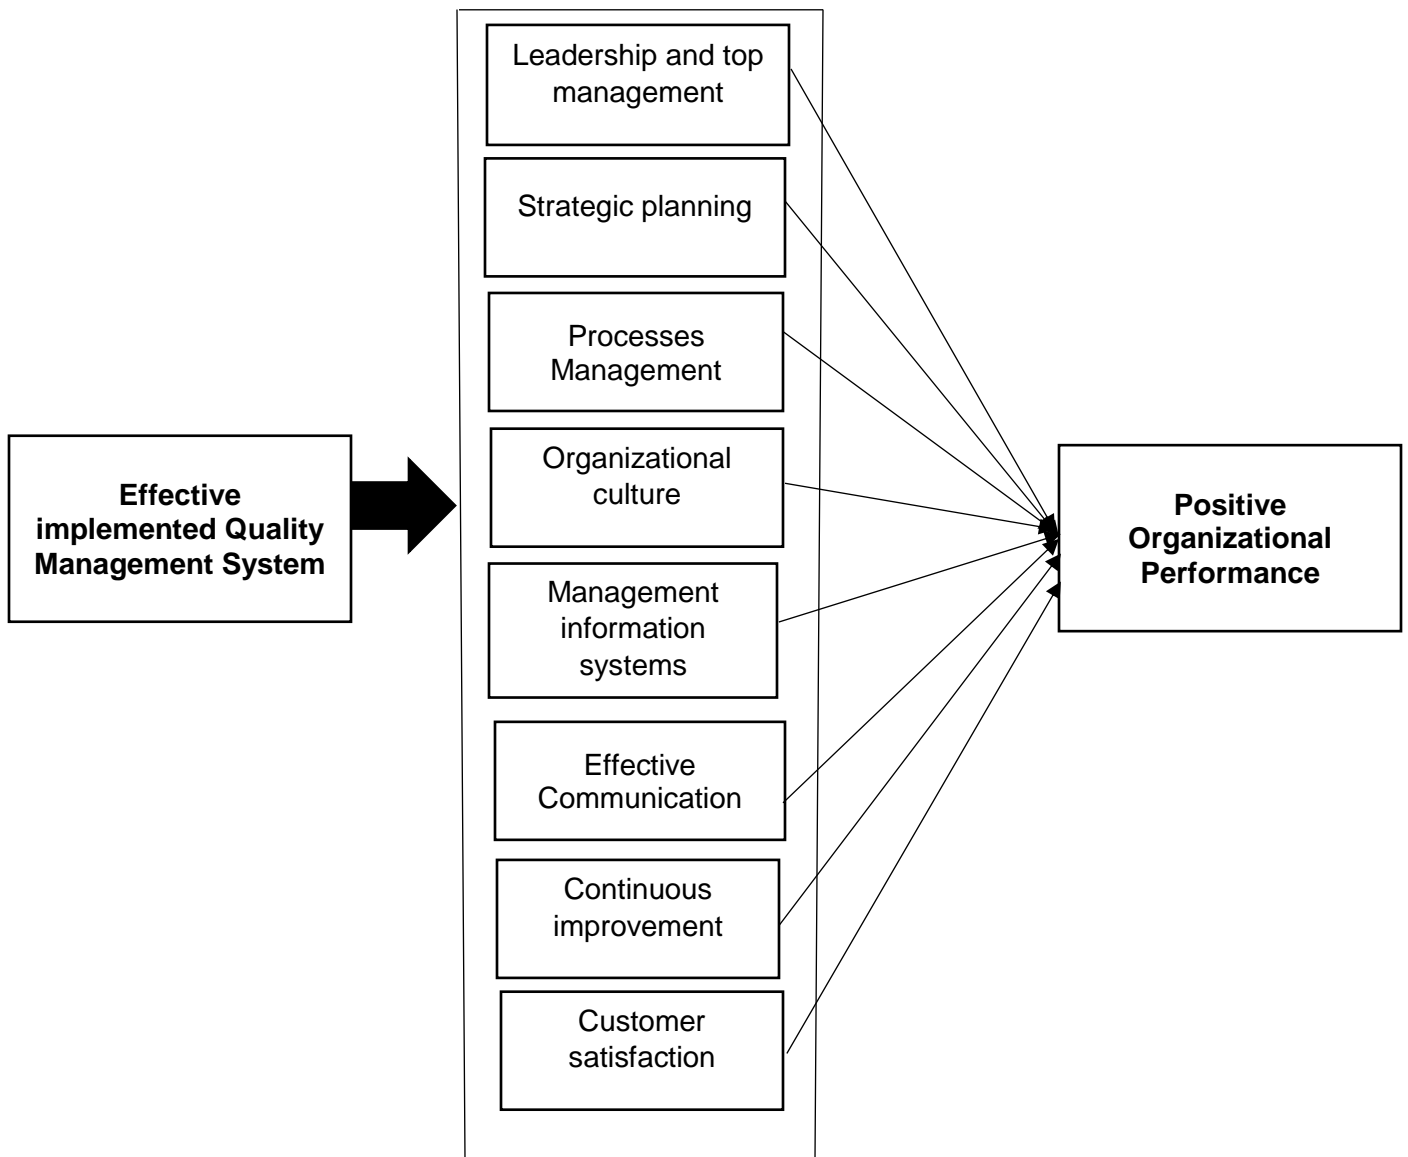 Leadership and top
management
Strategic planning
Processes
Management
Organizational
culture
Effective
implemented Quality
Management System
Positive
Organizational
Performance
Management
information
systems
Effective
Communication
Continuous
improvement
Customer
satisfaction